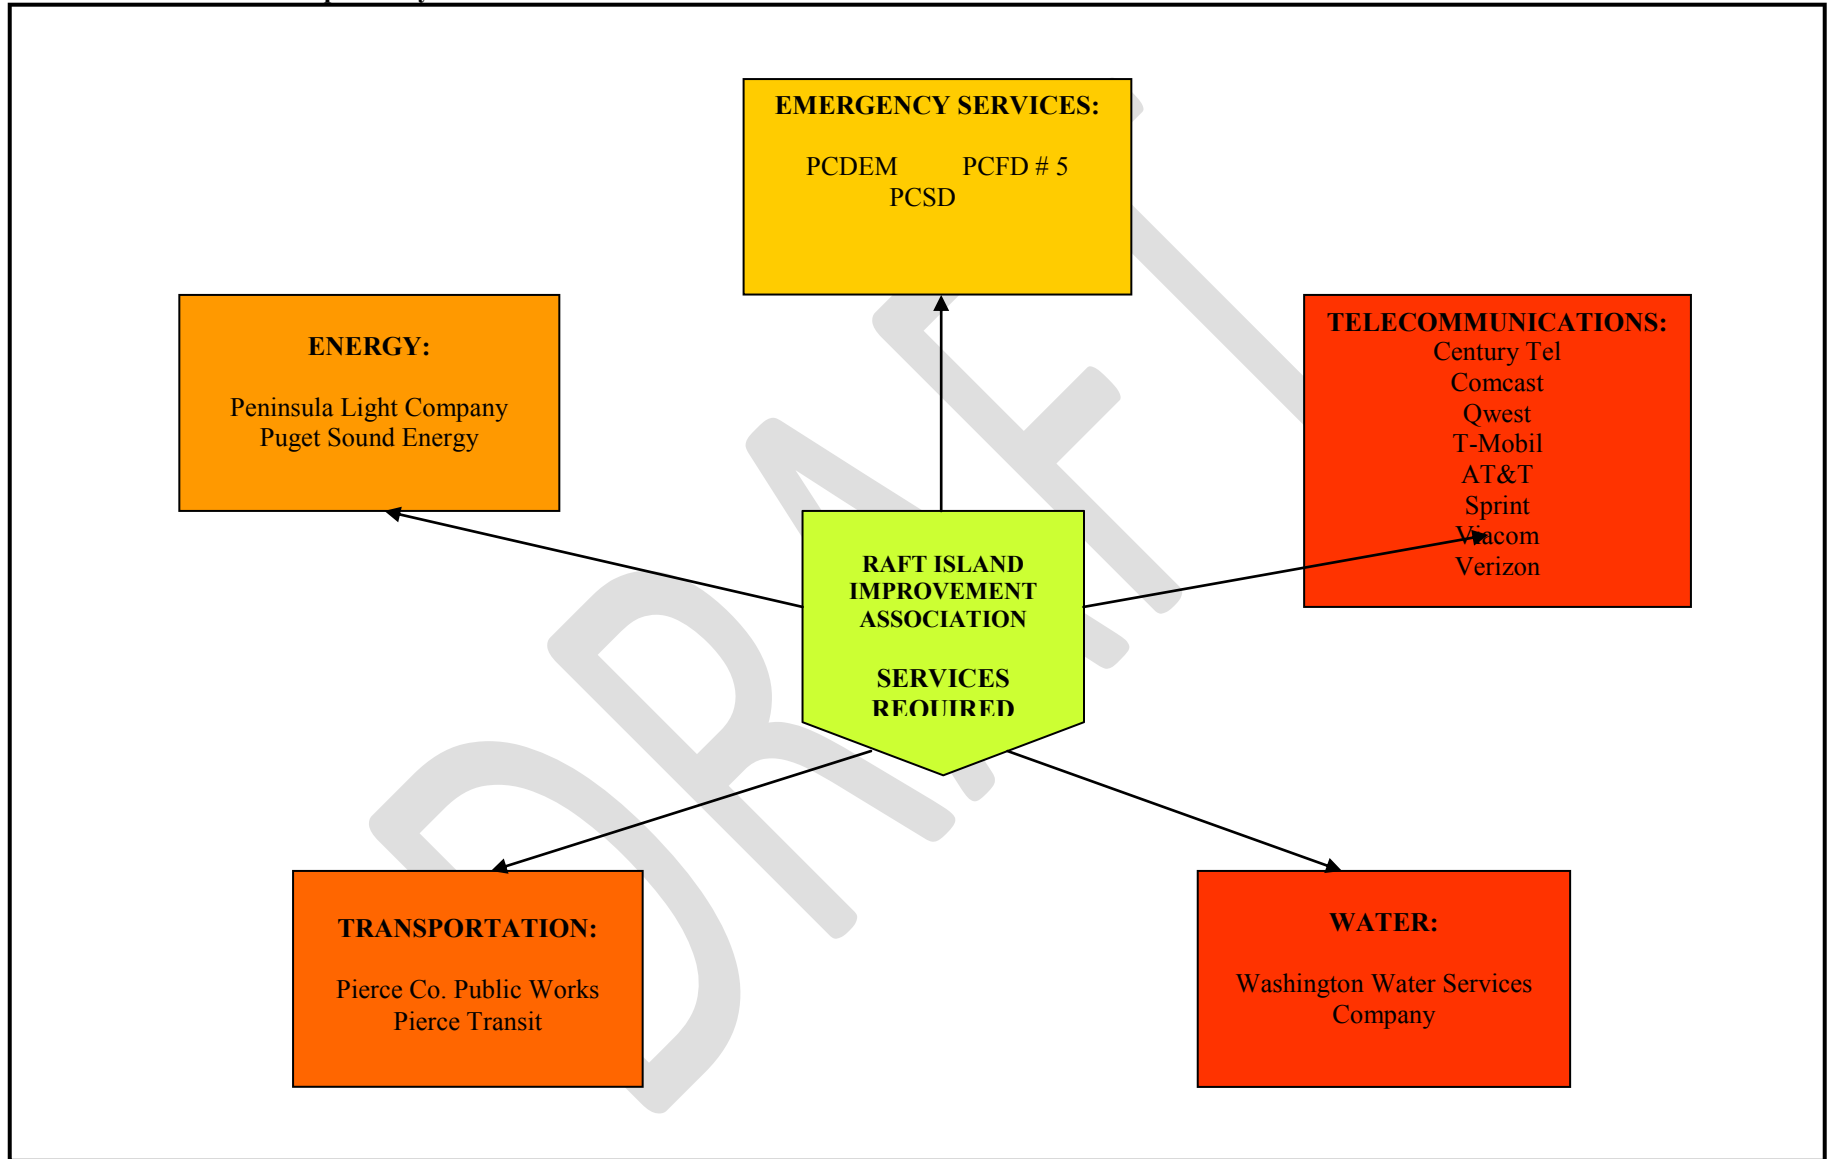 EMERGENCY SERVICES:
PCDEM PCFD # 5
PCSD
ENERGY:
Peninsula Light Company
Puget Sound Energy
TELECOMMUNICATIONS:
Century Tel
Comcast
Qwest
T-Mobil
AT&T
Sprint
Viacom
Verizon
RAFT ISLAND
IMPROVEMENT
ASSOCIATION
SERVICES
REQUIRED
TRANSPORTATION:
Pierce Co. Public Works
Pierce Transit
WATER:
Washington Water Services
Company
DRAFT